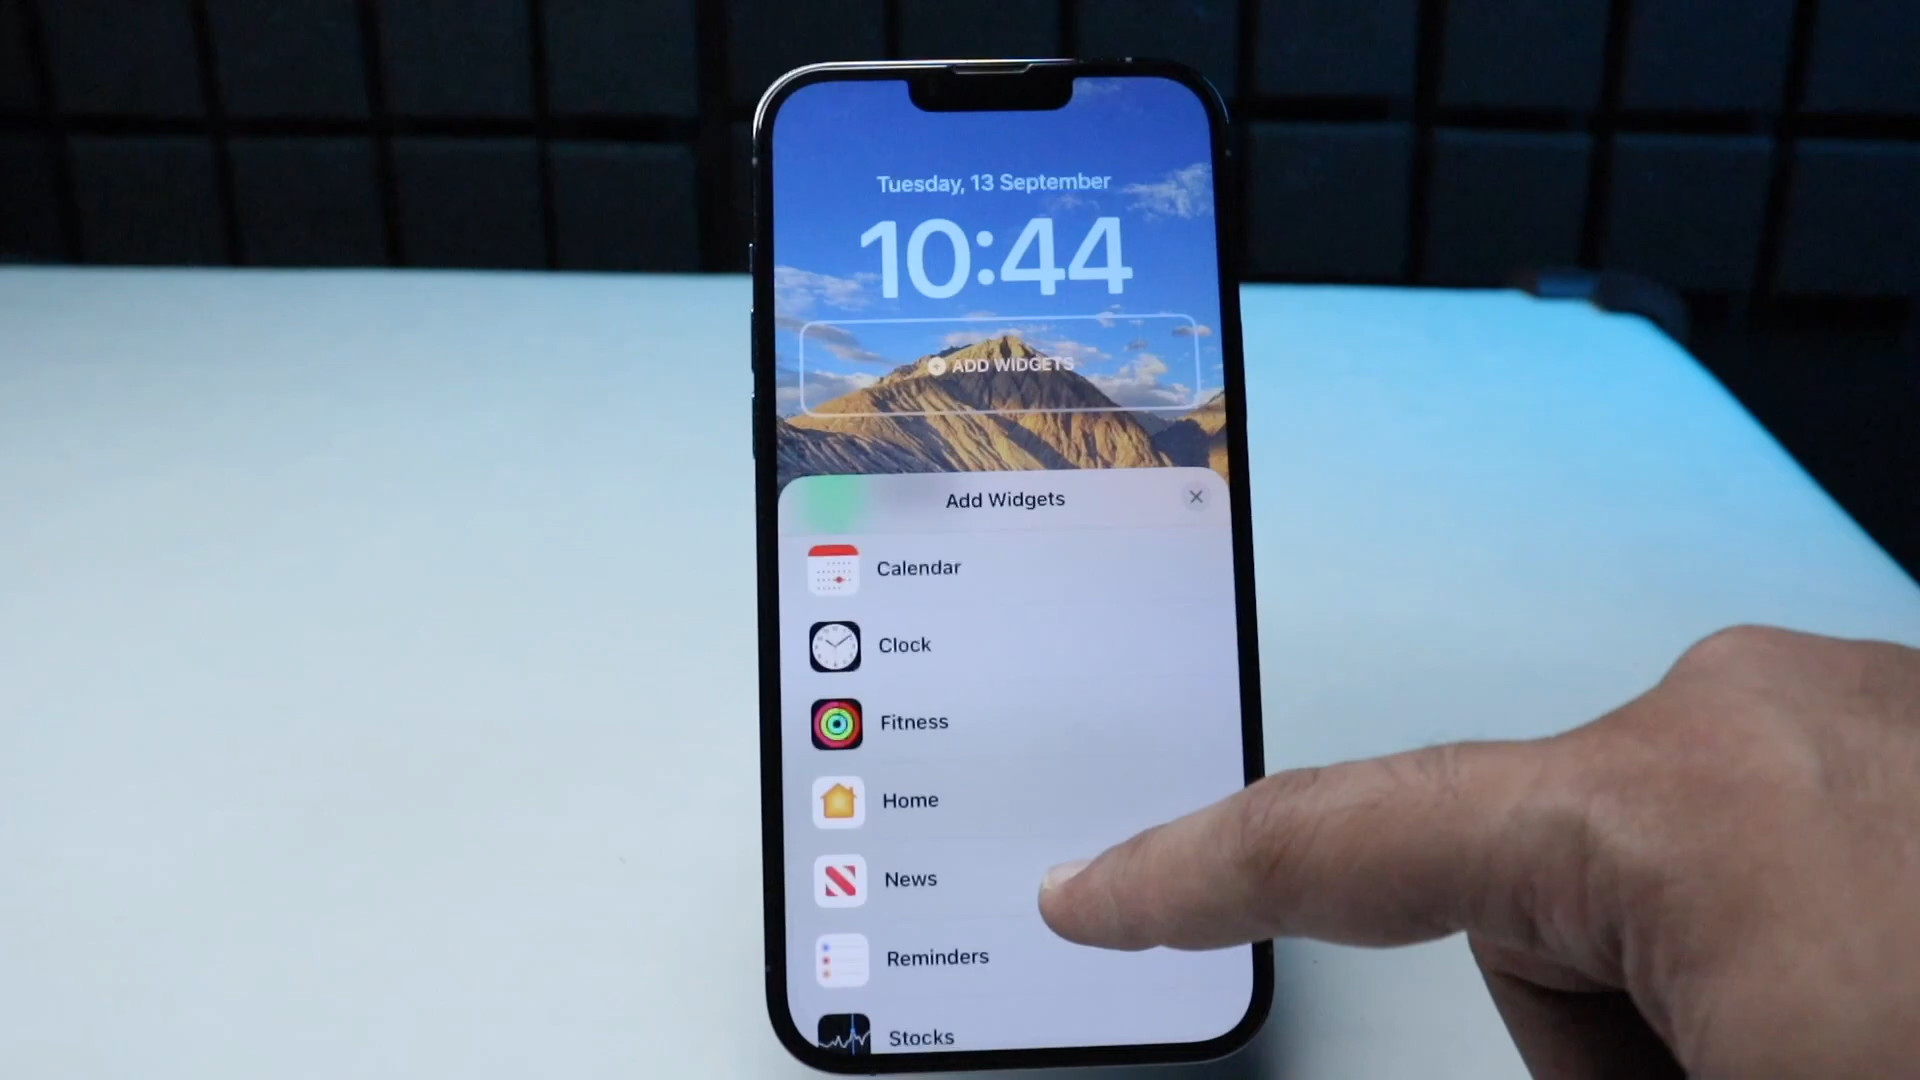 Tuesday, 13 September
10:44
ADD WIDGETS
Add Widgets
Calendar
Clock
Fitness
Home
News
Reminders
Stocks